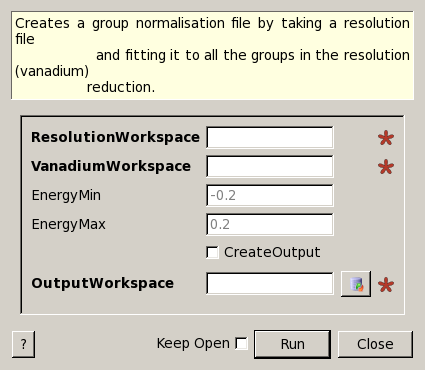 Creates a group normalisation file by taking a resolution
file
and fitting it to all the groups in the resolution
(vanadium)
reduction.
ResolutionWorkspace
VanadiumWorkspace
EnergyMin -0.2
EnergyMax 0.2
CreateOutput
OutputWorkspace
? Keep Open Run Close